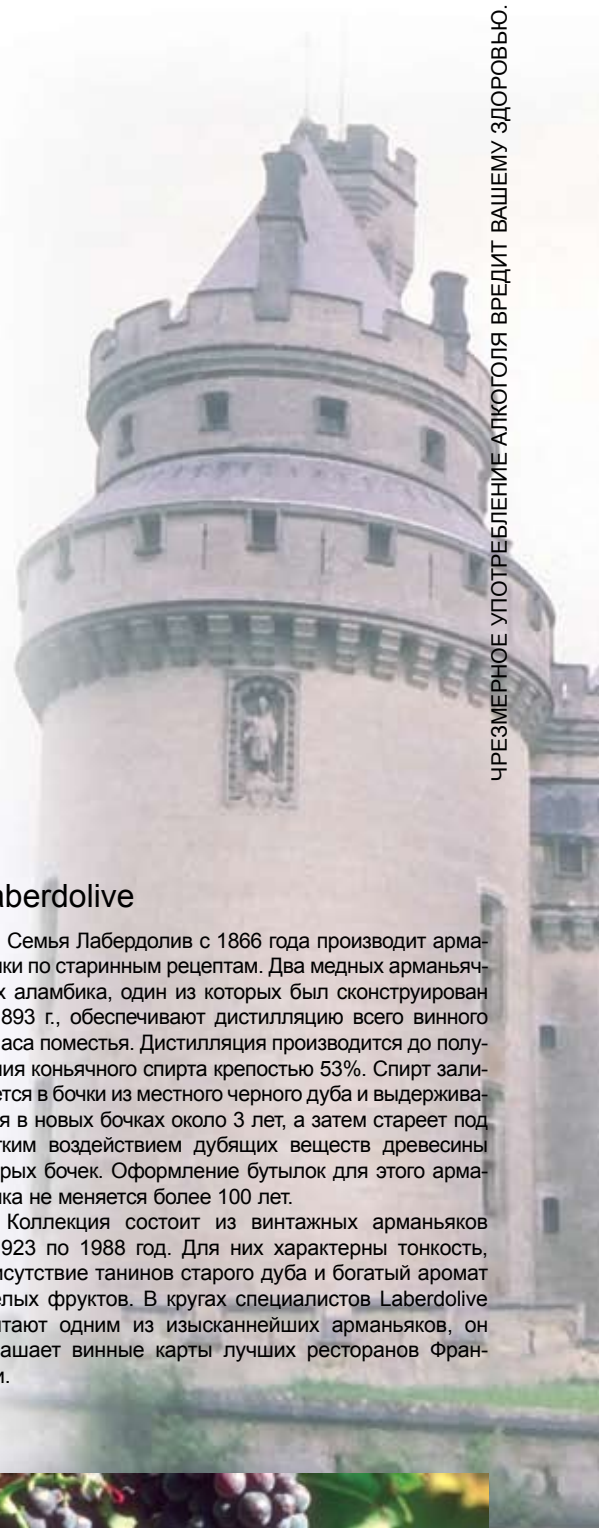 ЧРЕЗМЕРНОЕ УПОТРЕБЛЕНИЕ АЛКОГОЛЯ ВРЕДИТ ВАШЕМУ ЗДОРОВЬЮ.
aberdolive
Семья Лабердолив с 1866 года производит арма-
ки по старинным рецептам. Два медных арманьяч-
х аламбика, один из которых был сконструирован
893 г., обеспечивают дистилляцию всего винного
аса поместья. Дистилляция производится до полу-
ния коньячного спирта крепостью 53%. Спирт зали-
ется в бочки из местного черного дуба и выдержива-
я в новых бочках около 3 лет, а затем стареет под
гким воздействием дубящих веществ древесины
рых бочек. Оформление бутылок для этого арма-
ка не меняется более 100 лет.
Коллекция состоит из винтажных арманьяков
923 по 1988 год. Для них характерны тонкость,
исутствие танинов старого дуба и богатый аромат
елых фруктов. В кругах специалистов Laberdolive
итают одним из изысканнейших арманьяков, он
ашает винные карты лучших ресторанов Фран-
и.